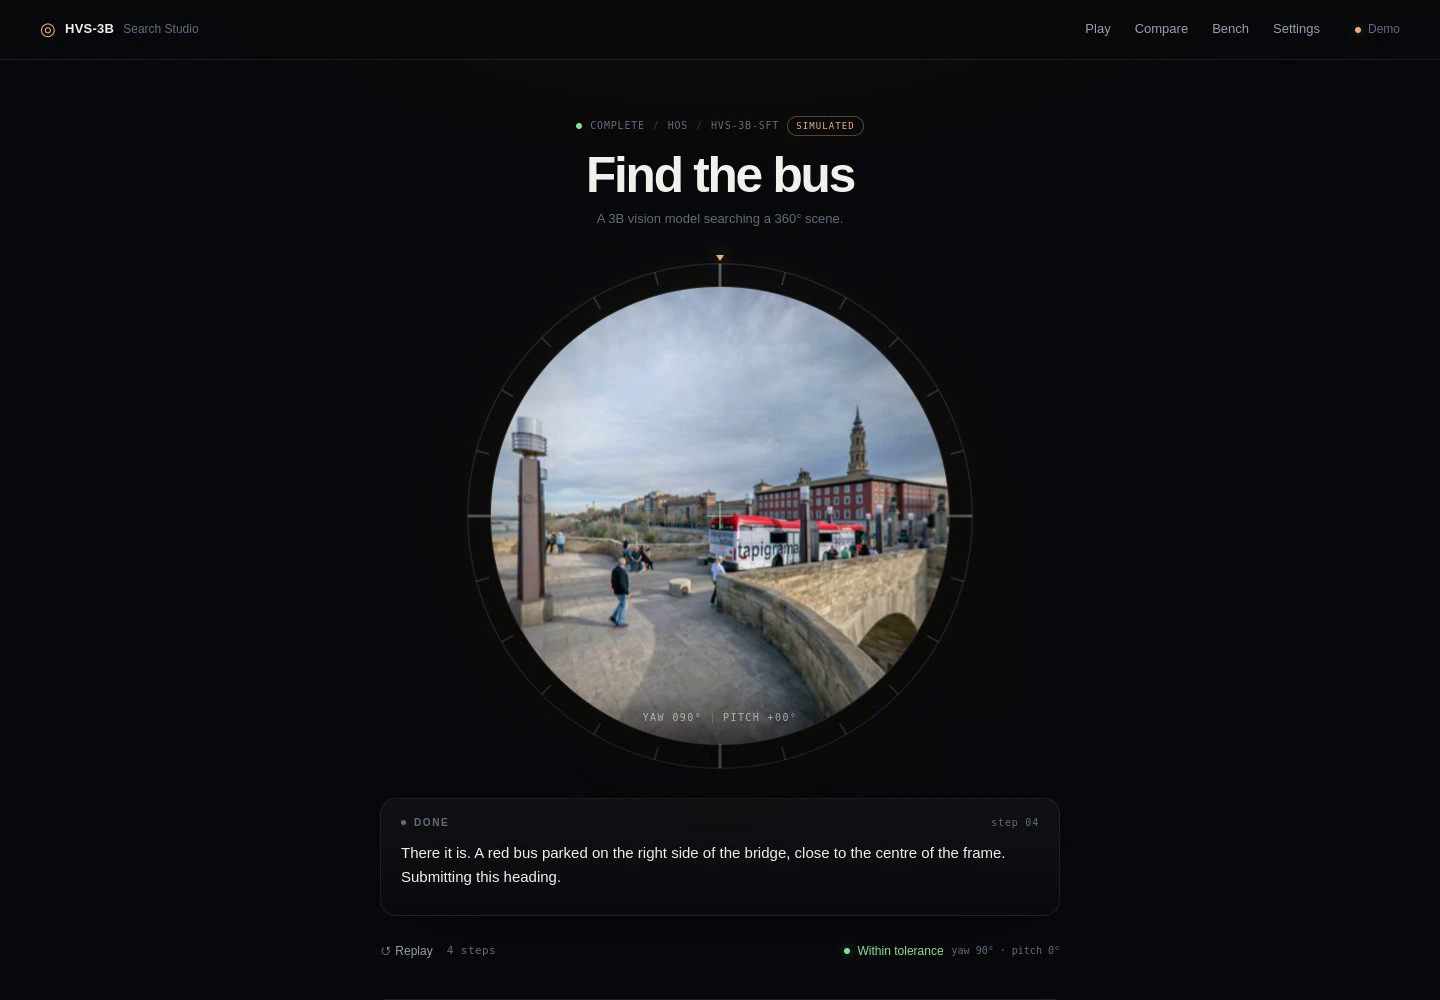 HVS-3B Search Studio
Play Compare Bench Settings Demo
COMPLETE / HOS / HVS-3B-SFT SIMULATED
Find the bus
A 3B vision model searching a 360° scene.
tapigrama
YAW 090° | PITCH +00°
DONE step 04
There it is. A red bus parked on the right side of the bridge, close to the centre of the frame.
Submitting this heading.
↺ Replay 4 steps
Within tolerance yaw 90° · pitch 0°